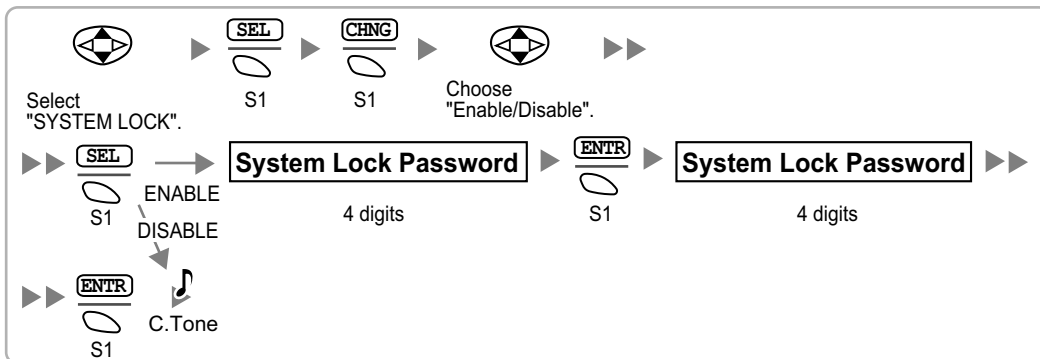 SEL CHNG
S1 S1
Select
"SYSTEM LOCK".
Choose
"Enable/Disable".
SEL System Lock Password ENTR System Lock Password
ENABLE
S1 4 digits S1 4 digits
DISABLE
ENTR
C.Tone
S1